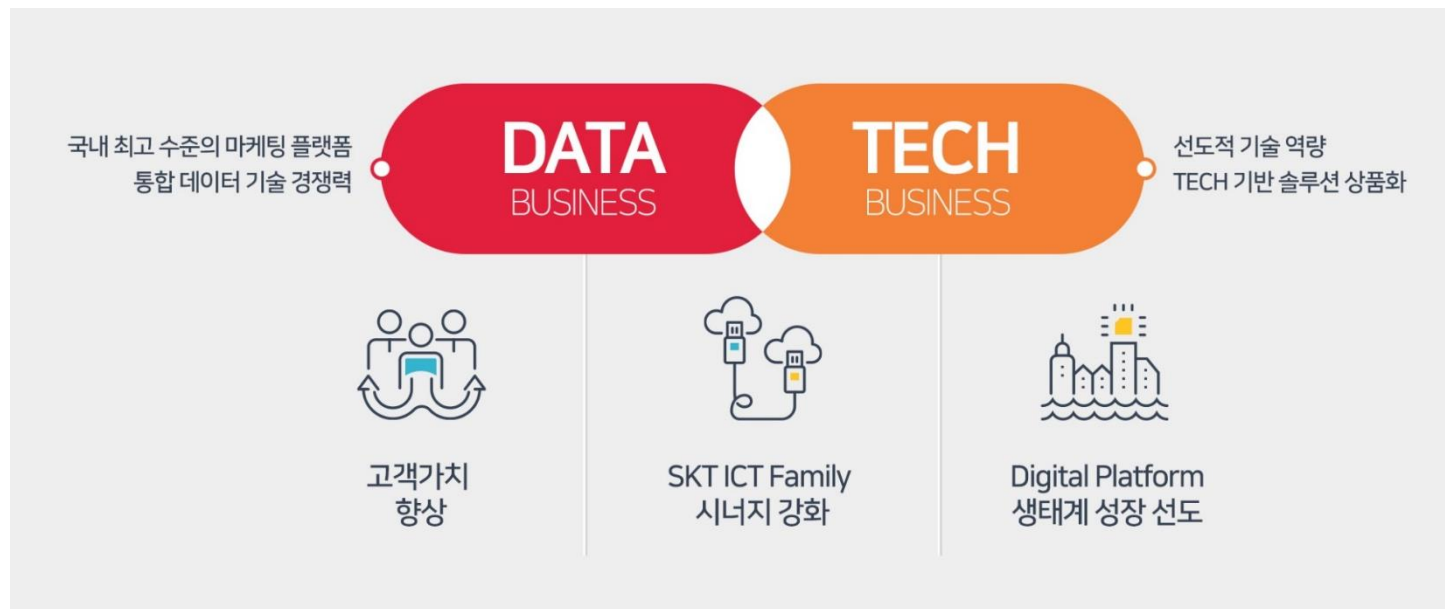 국내 최고 수준의 마케팅 플랫폼
통합 데이터 기술 경쟁력
DATA
BUSINESS
TECH
BUSINESS
선도적 기술 역량
TECH 기반 솔루션 상품화
고객가치
향상
SKT ICT Family
시너지 강화
Digital Platform
생태계 성장 선도